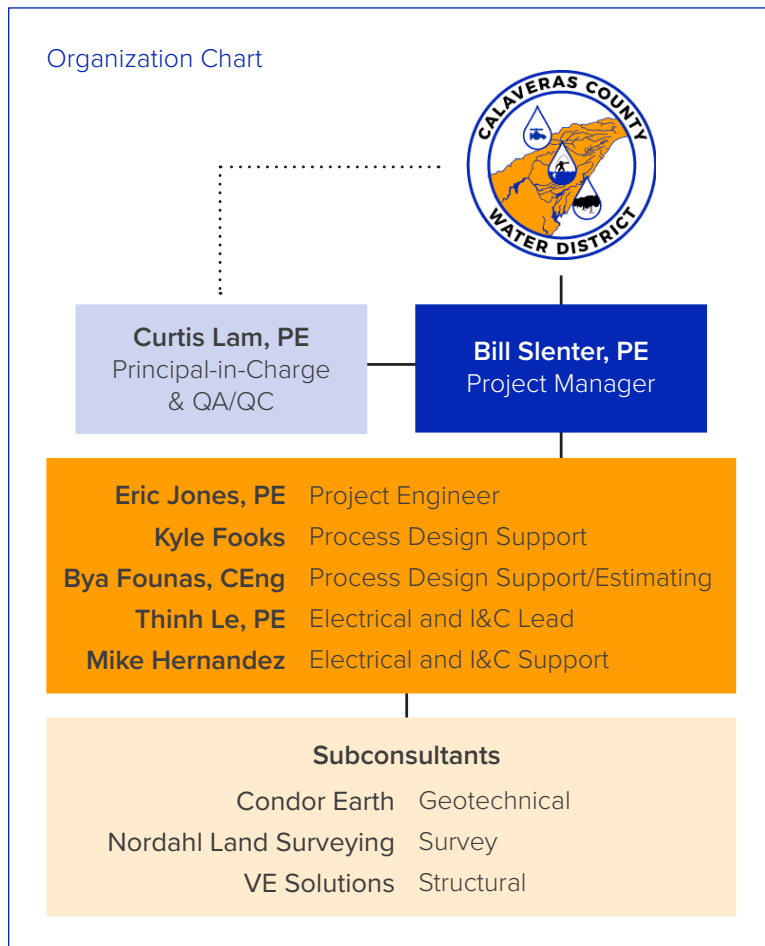 Organization Chart
CALAVERAS COUNTY
WATER DISTRICT
Curtis Lam, PE
Principal-in-Charge
& QA/QC
Bill Slenter, PE
Project Manager
Eric Jones, PE Project Engineer
Kyle Fooks Process Design Support
Bya Founas, CEng Process Design Support/Estimating
Thinh Le, PE Electrical and I&C Lead
Mike Hernandez Electrical and I&C Support
Subconsultants
Condor Earth Geotechnical
Nordahl Land Surveying Survey
VE Solutions Structural